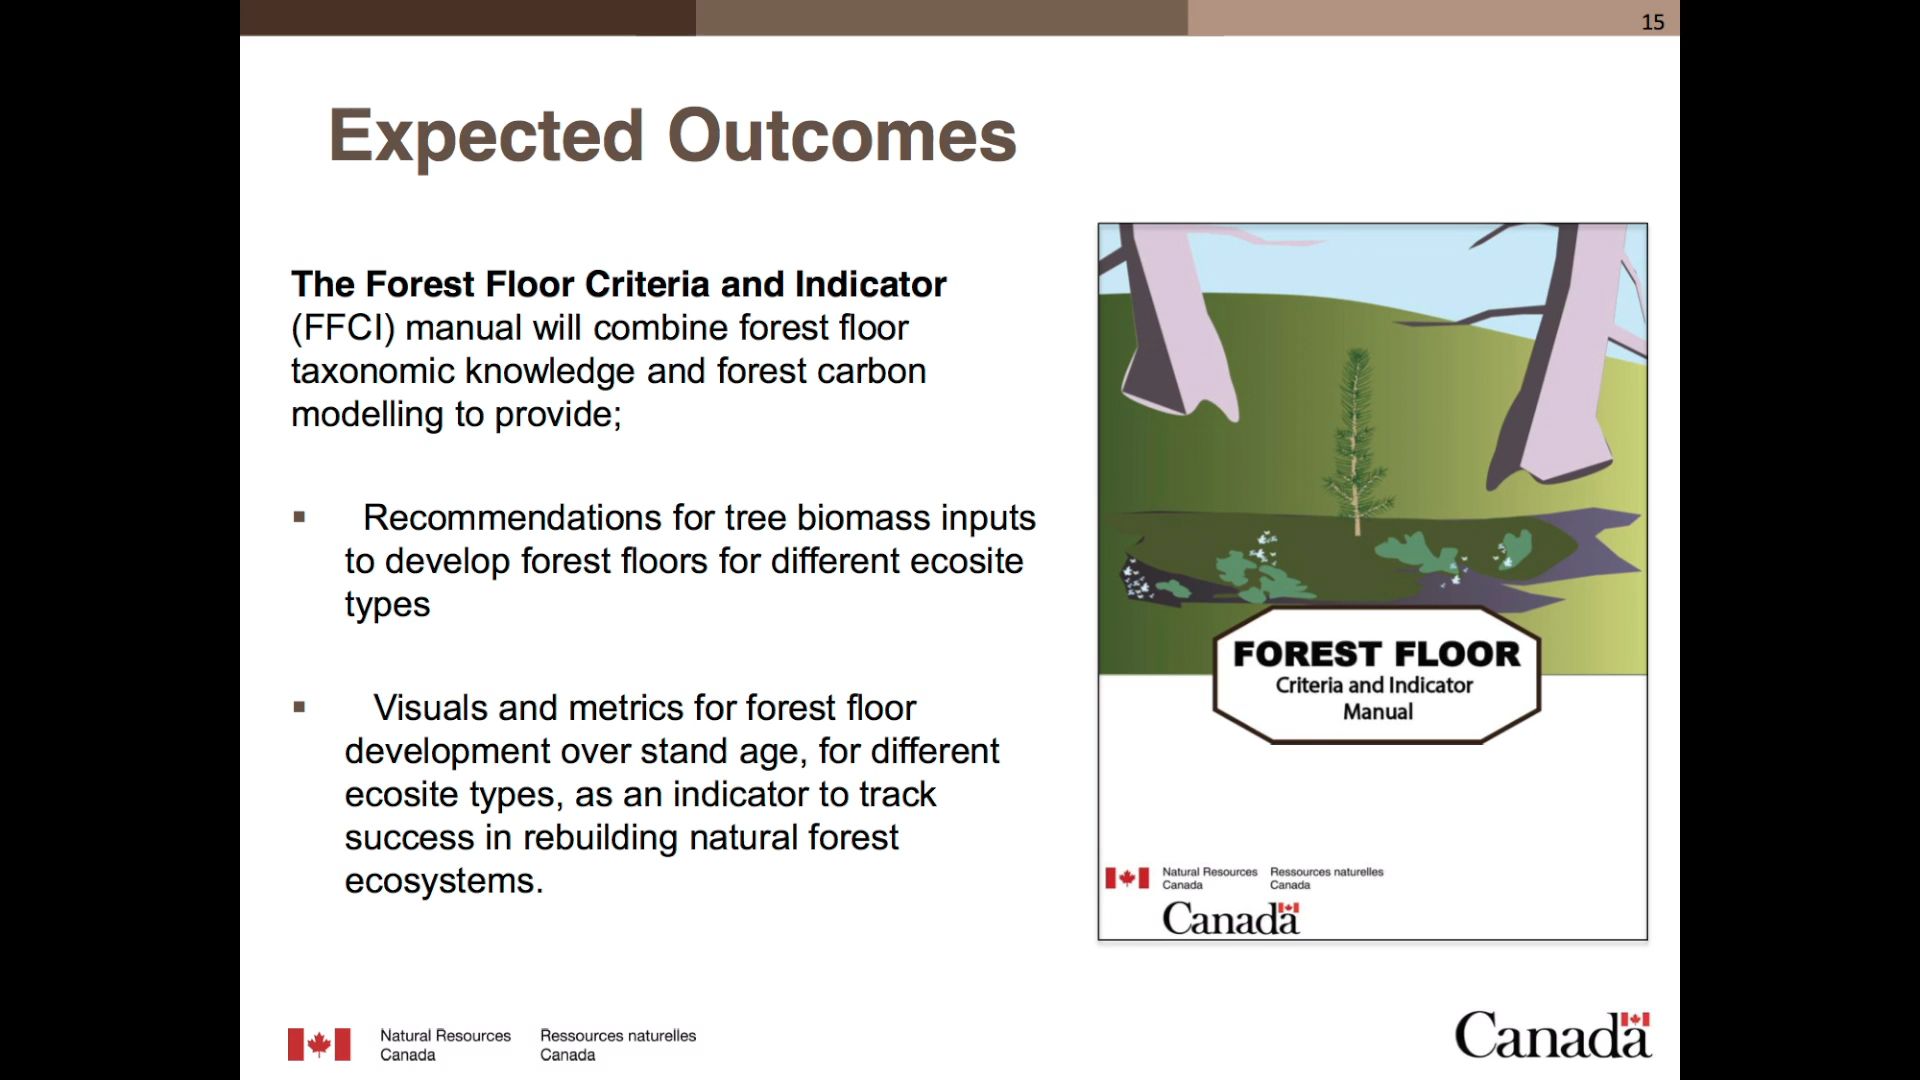 15
Expected Outcomes
The Forest Floor Criteria and Indicator
(FFCI) manual will combine forest floor
taxonomic knowledge and forest carbon
modelling to provide;
▪ Recommendations for tree biomass inputs
to develop forest floors for different ecosite
types
▪ Visuals and metrics for forest floor
development over stand age, for different
ecosite types, as an indicator to track
success in rebuilding natural forest
ecosystems.
FOREST FLOOR
Criteria and Indicator
Manual
Natural Resources Ressources naturelles
Canada Canada
Canada
Natural Resources Ressources naturelles
Canada Canada
Canada